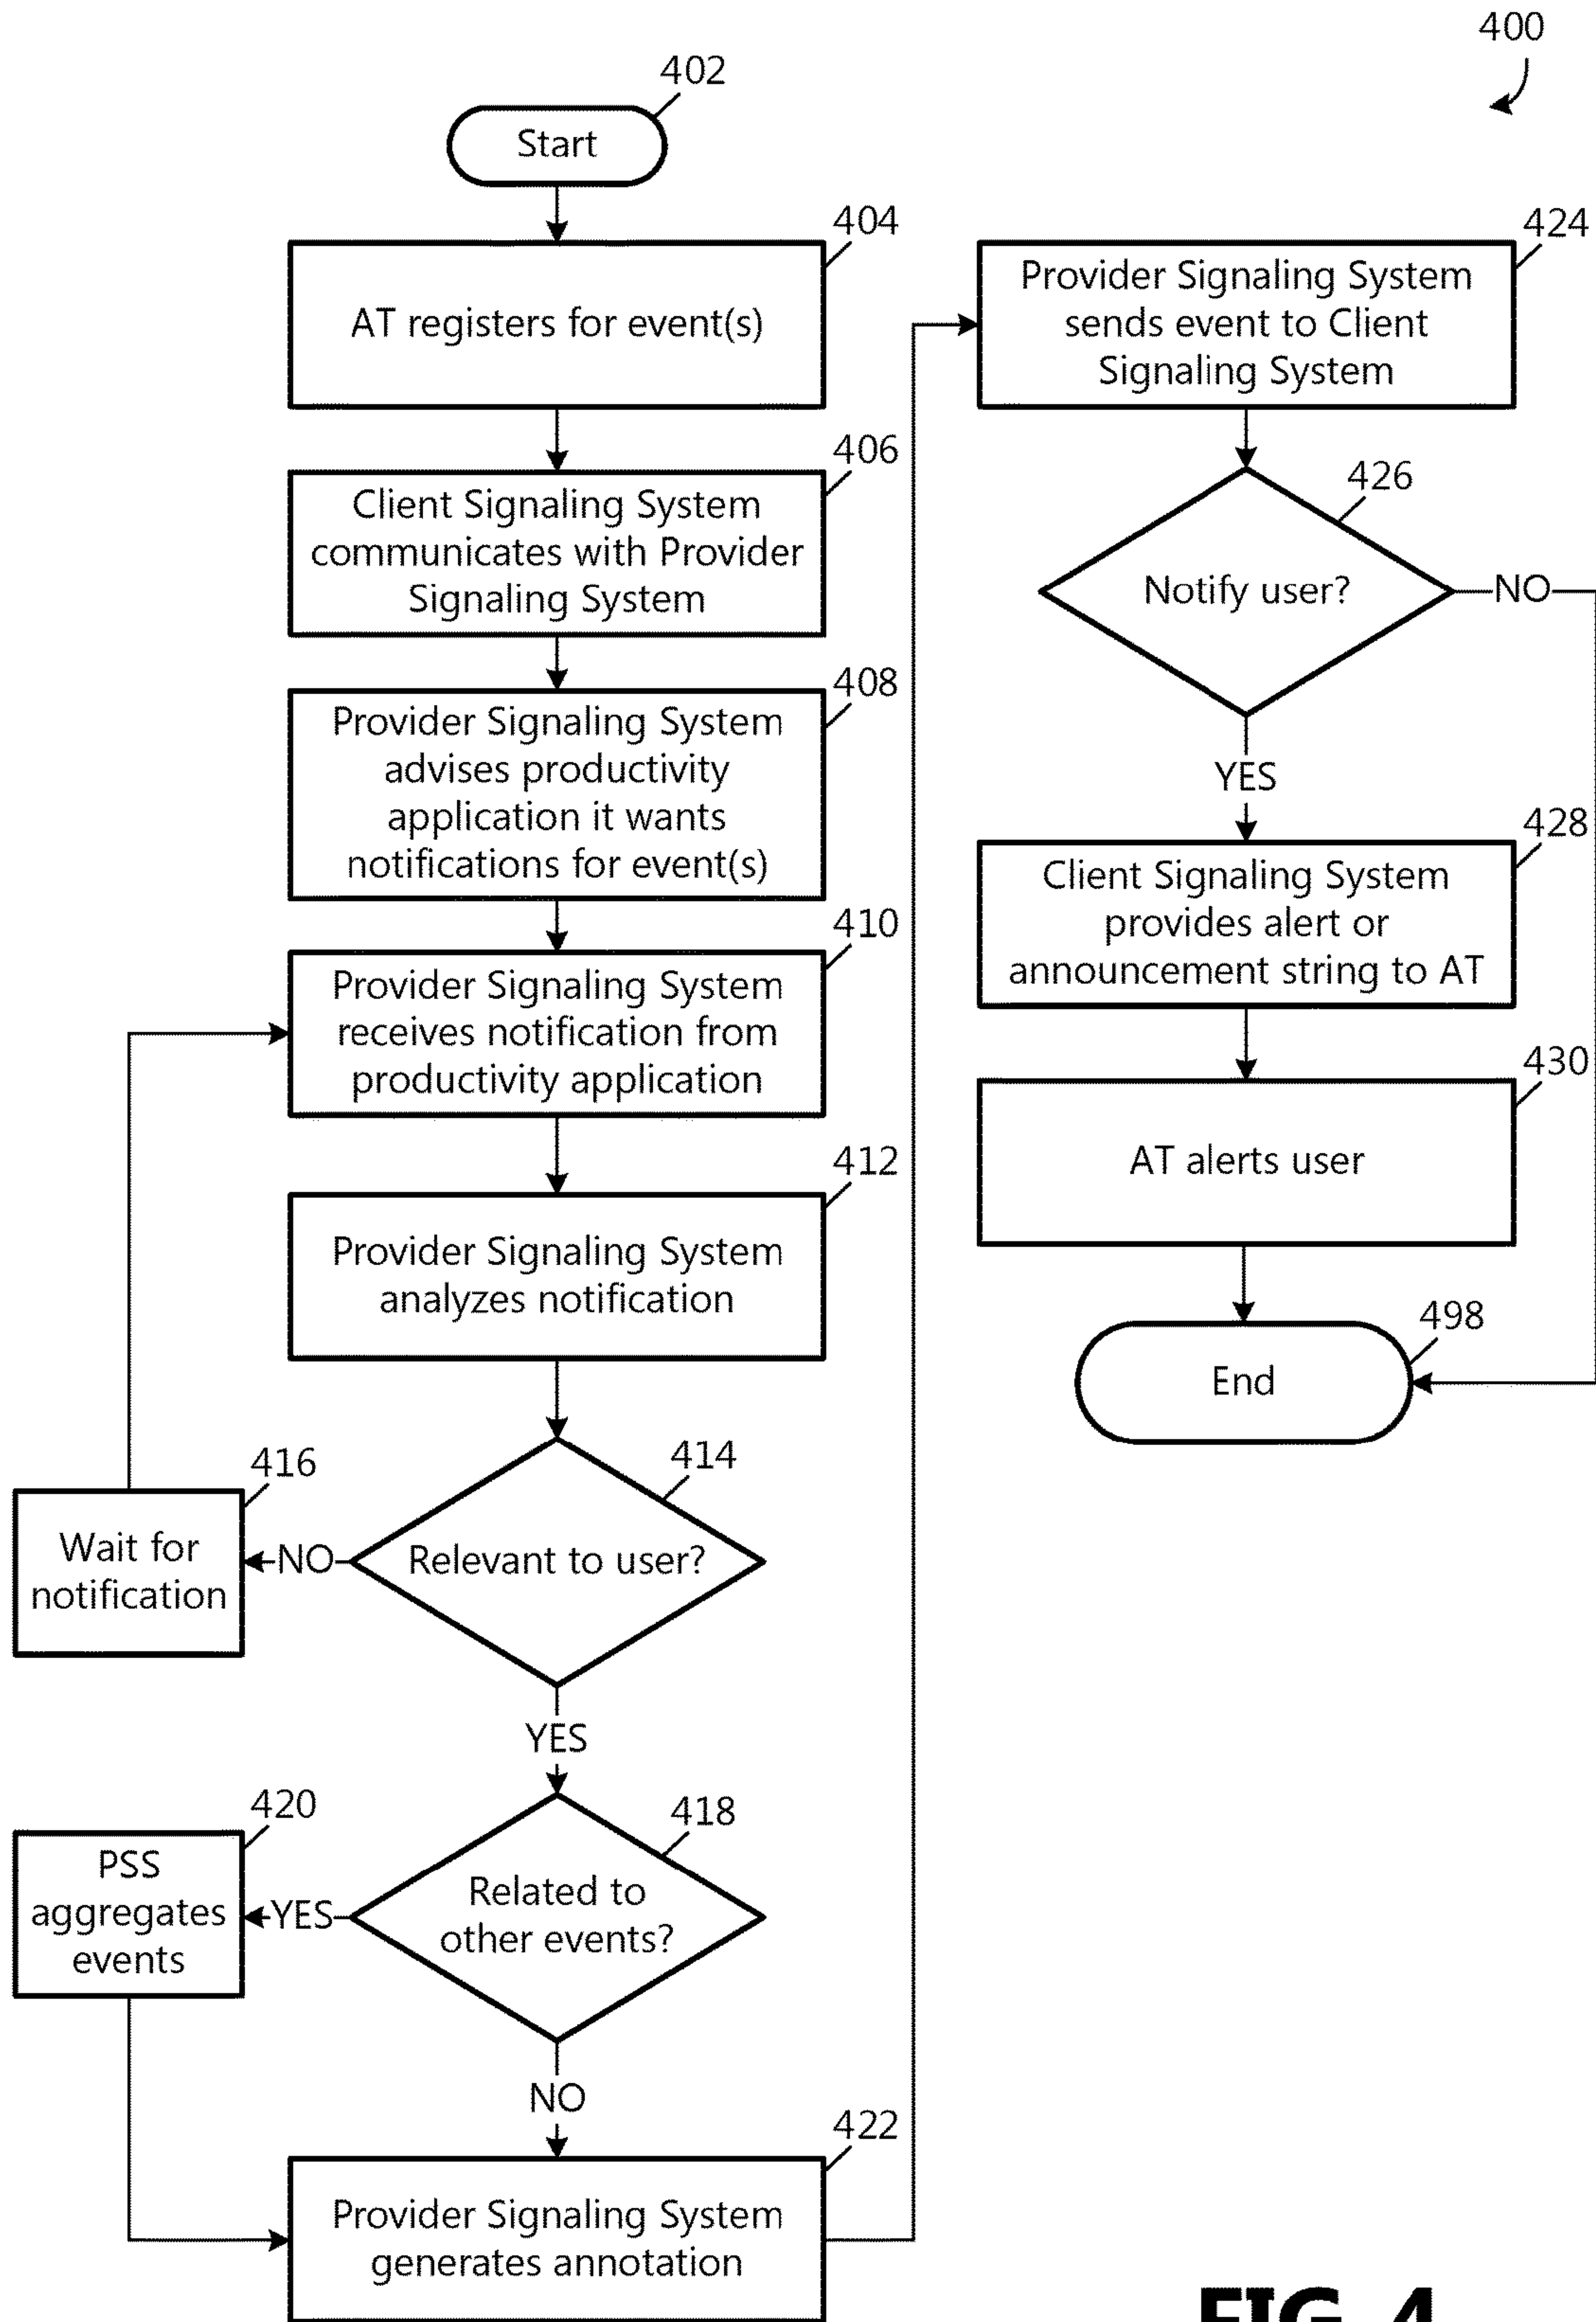 400
402
Start
404
AT registers for event(s)
406
Client Signaling System
communicates with Provider
Signaling System
408
Provider Signaling System
advises productivity
application it wants
notifications for event(s)
410
Provider Signaling System
receives notification from
productivity application
412
Provider Signaling System
analyzes notification
414
Relevant to user?
NO
416
Wait for
notification
YES
418
Related to
other events?
YES
420
PSS
aggregates
events
NO
422
Provider Signaling System
generates annotation
424
Provider Signaling System
sends event to Client
Signaling System
426
Notify user?
NO
YES
428
Client Signaling System
provides alert or
announcement string to AT
430
AT alerts user
498
End
FIG. 4